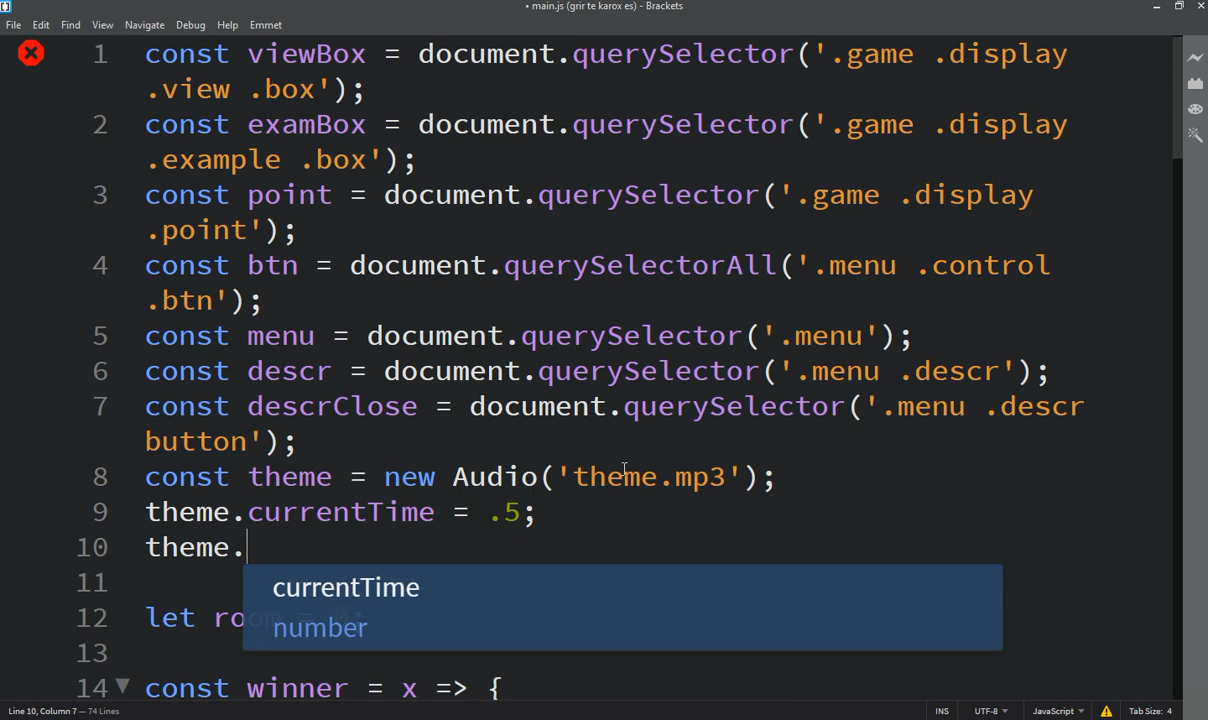 • main.js (grir te karox es) - Brackets
File Edit Find View Navigate Debug Help Emmet
1 const viewBox = document.querySelector('.game .display
.view .box');
2 const examBox = document.querySelector('.game .display
.example .box');
3 const point = document.querySelector('.game .display
.point');
4 const btn = document.querySelectorAll('.menu .control
.btn');
5 const menu = document.querySelector('.menu');
6 const descr = document.querySelector('.menu .descr');
7 const descrClose = document.querySelector('.menu .descr
button');
8 const theme = new Audio('theme.mp3');
9 theme.currentTime = .5;
10 theme.
currentTime
11
12 let room = 0;
number
13
14 const winner = x => {
Line 10, Column 7 — 74 Lines INS UTF-8 JavaScript Tab Size: 4